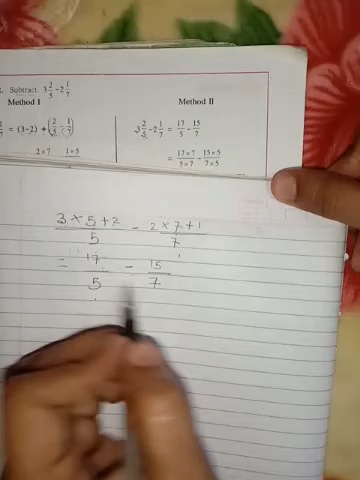 Subtract. 3 2/5 - 2 1/7
Method I
Method II
= (3-2) + (2/5 - 1/7)
3 2/5 - 2 1/7 = 17/5 - 15/7
2×7 1×5
= 17×7/5×7 - 15×5/7×5
3×5+2/5 - 2×7+1/7
= 17/5 - 15/7